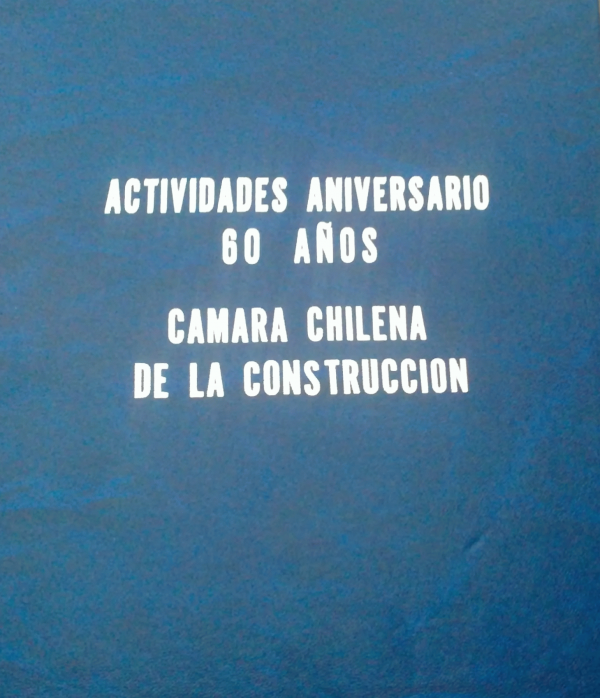 ACTIVIDADES ANIVERSARIO
60 AÑOS
CAMARA CHILENA
DE LA CONSTRUCCION